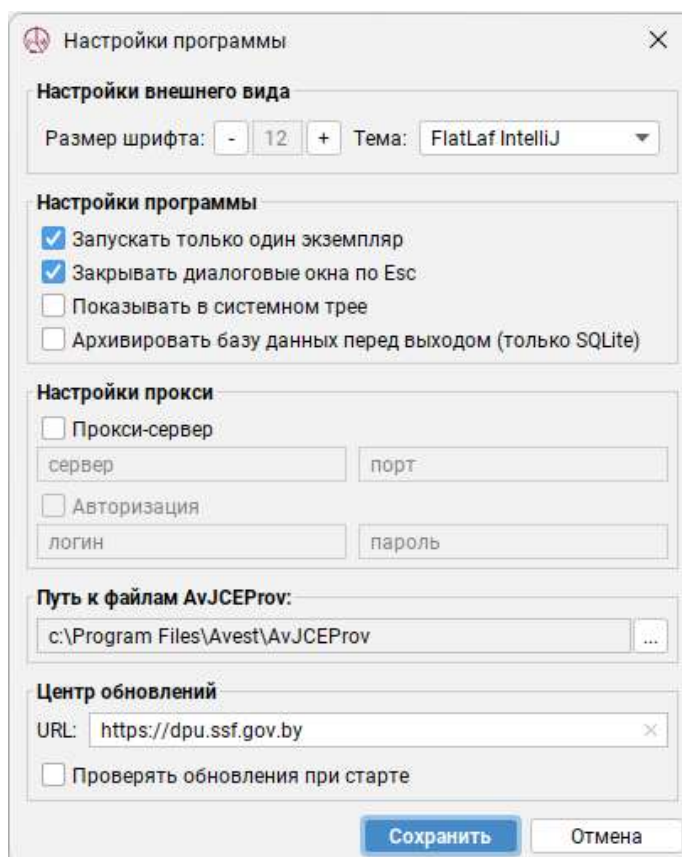 Настройки программы
Настройки внешнего вида
Размер шрифта: - 12 + Тема: FlatLaf IntelliJ
Настройки программы
Запускать только один экземпляр
Закрывать диалоговые окна по Esc
Показывать в системном трее
Архивировать базу данных перед выходом (только SQLite)
Настройки прокси
Прокси-сервер
сервер порт
Авторизация
логин пароль
Путь к файлам AvJCEProv:
c:\Program Files\Avest\AvJCEProv ...
Центр обновлений
URL: https://dpu.ssf.gov.by
Проверять обновления при старте
Сохранить Отмена